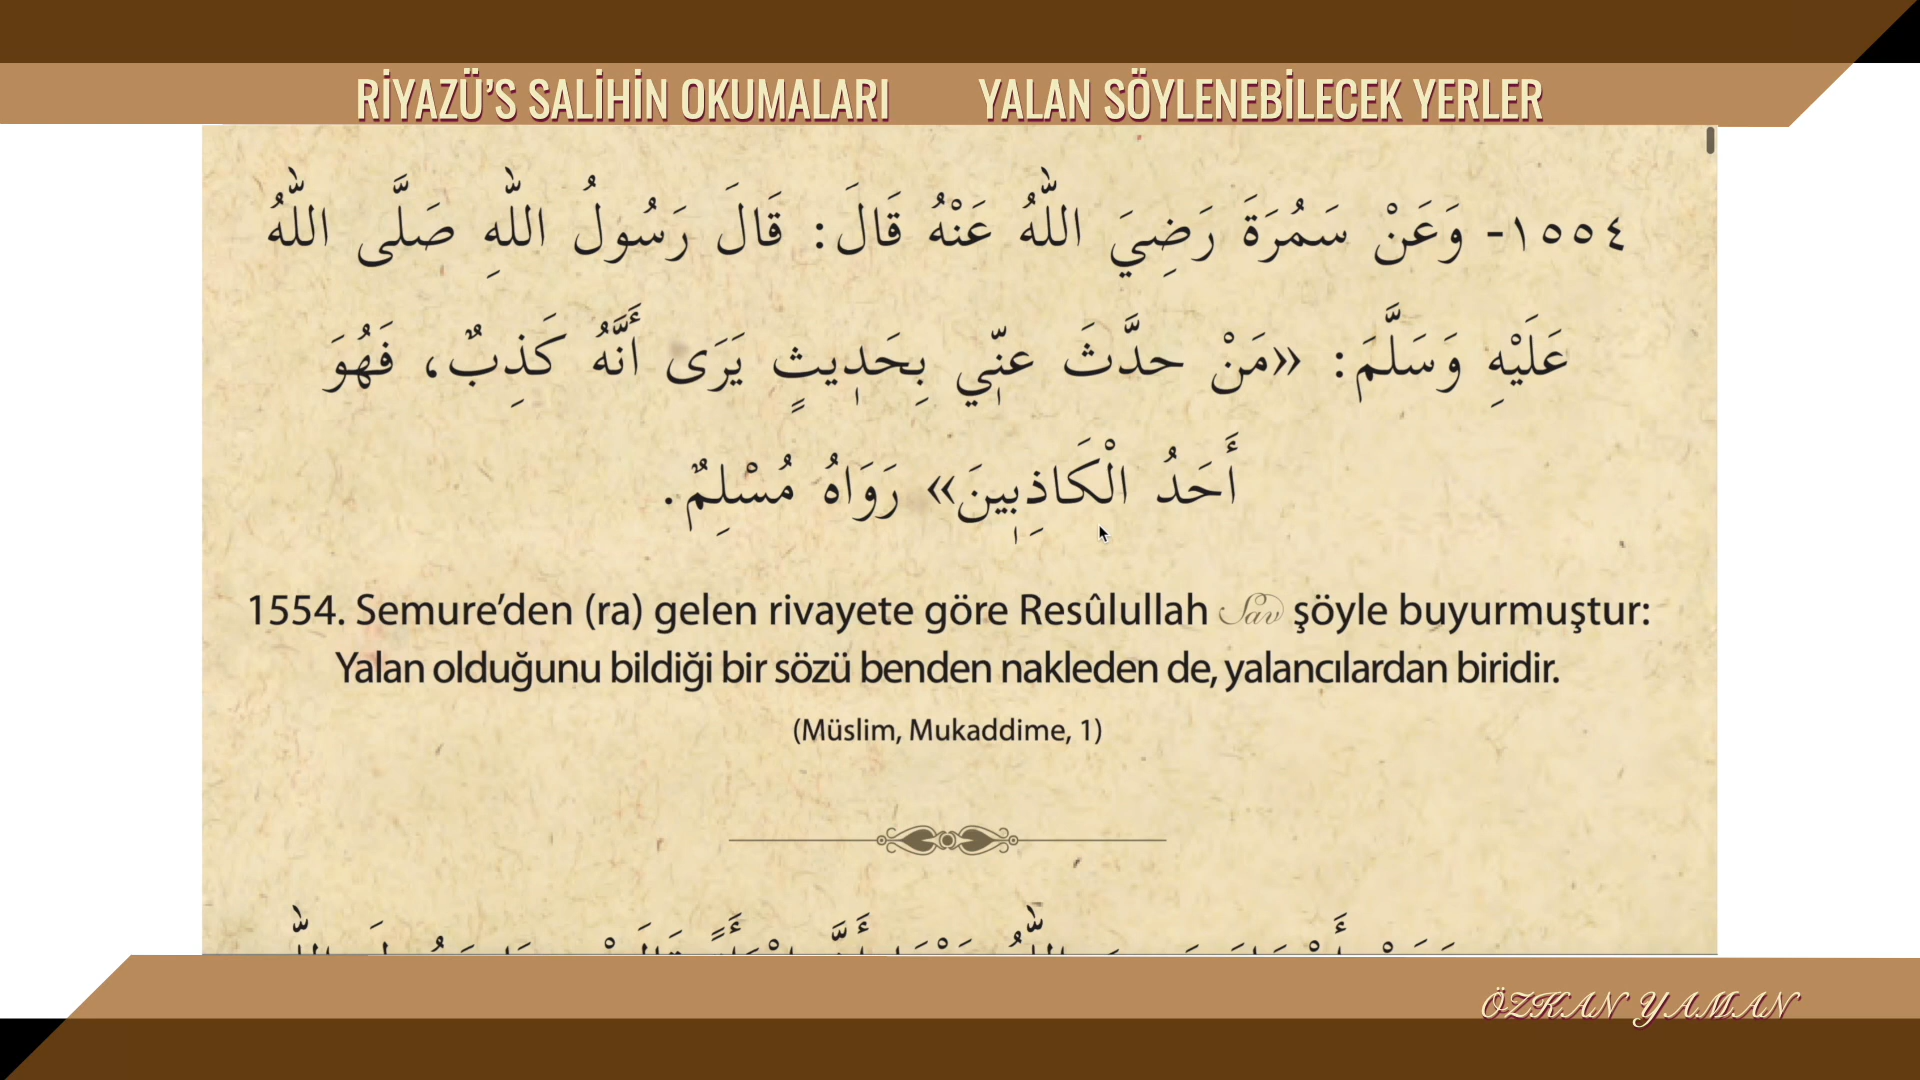 RİYAZÜ'S SALİHİN OKUMALARI YALAN SÖYLENEBİLECEK YERLER
١٥٥٤- وَعَنْ سَمُرَةَ رَضِيَ اللّٰهُ عَنْهُ قَالَ: قَالَ رَسُولُ اللّٰهِ صَلَّى اللّٰهُ
عَلَيْهِ وَسَلَّمَ: «مَنْ حدَّثَ عنِّي بِحَدِيثٍ يَرَى أَنَّهُ كَذِبٌ، فَهُوَ
أَحَدُ الْكَاذِبِينَ» رَوَاهُ مُسْلِمٌ.
1554. Semure’den (ra) gelen rivayete göre Resûlullah Sav şöyle buyurmuştur:
Yalan olduğunu bildiği bir sözü benden nakleden de, yalancılardan biridir.
(Müslim, Mukaddime, 1)
ÖZKAN YAMAN